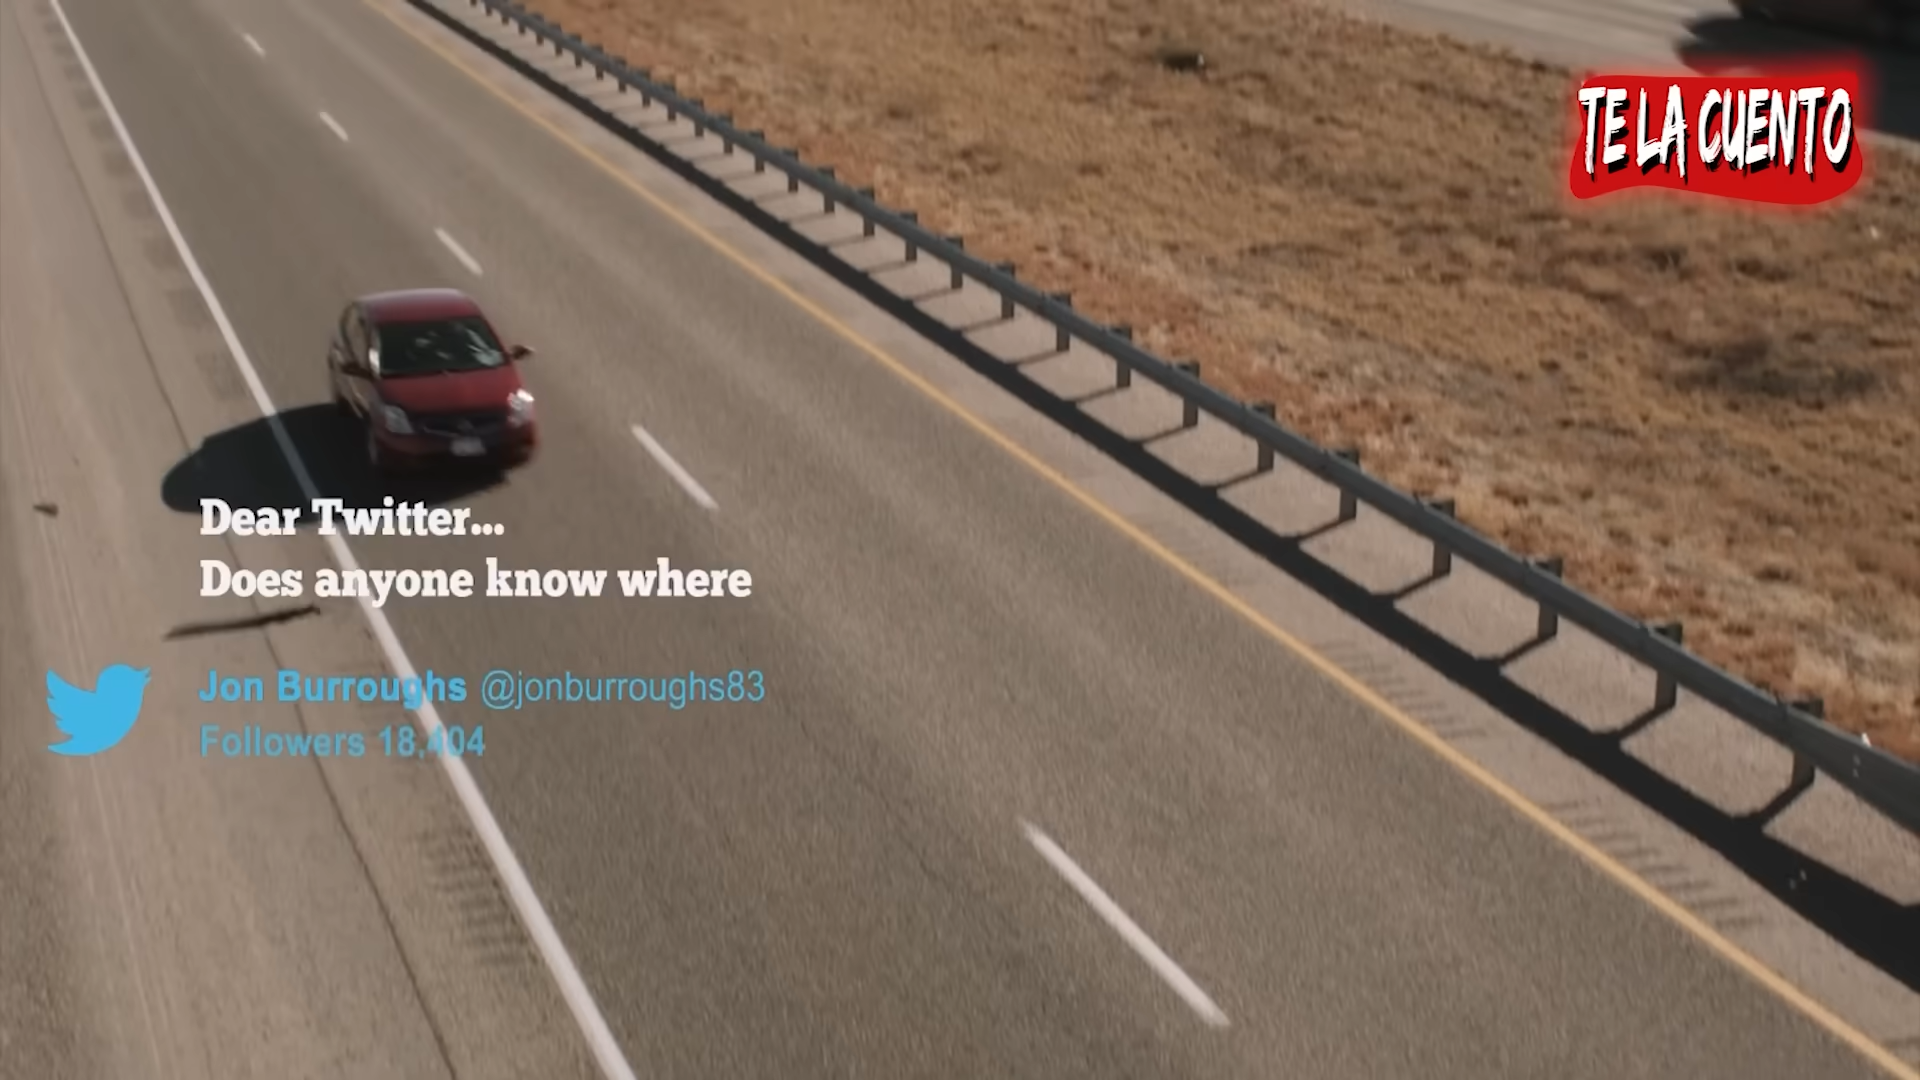 TE LA CUENTO
Dear Twitter...
Does anyone know where
Jon Burroughs @jonburroughs83
Followers 18,404